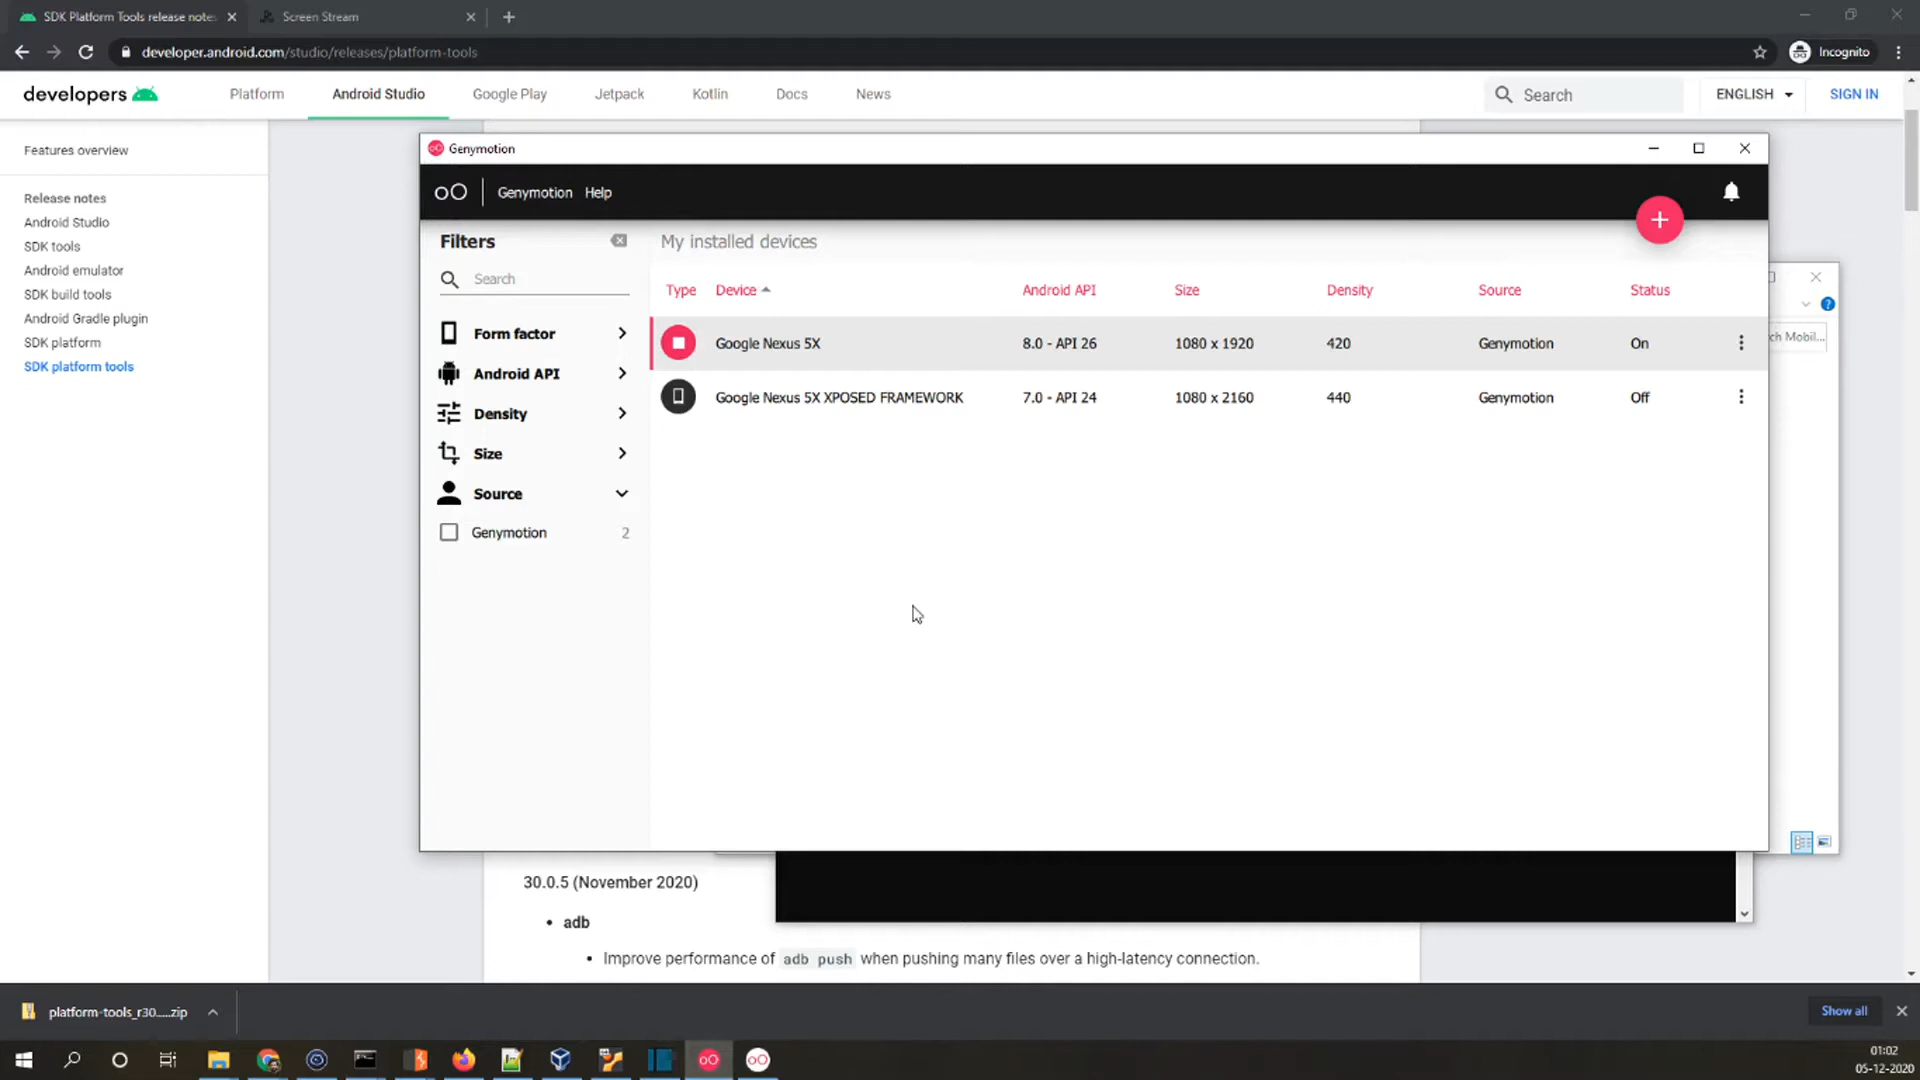 SDK Platform Tools release note
Screen Stream
developer.android.com/studio/releases/platform-tools
Incognito
developers
Platform
Android Studio
Google Play
Jetpack
Kotlin
Docs
News
Search
ENGLISH
SIGN IN
Features overview
Release notes
Android Studio
SDK tools
Android emulator
SDK build tools
Android Gradle plugin
SDK platform
SDK platform tools
Genymotion
Genymotion Help
Filters
Search
Form factor
Android API
Density
Size
Source
Genymotion 2
My installed devices
Type Device Android API Size Density Source Status
Google Nexus 5X 8.0 - API 26 1080 x 1920 420 Genymotion On
Google Nexus 5X XPOSED FRAMEWORK 7.0 - API 24 1080 x 2160 440 Genymotion Off
ch Mobil...
30.0.5 (November 2020)
• adb
• Improve performance of adb push when pushing many files over a high-latency connection.
platform-tools_r30....zip
Show all
01:02
05-12-2020